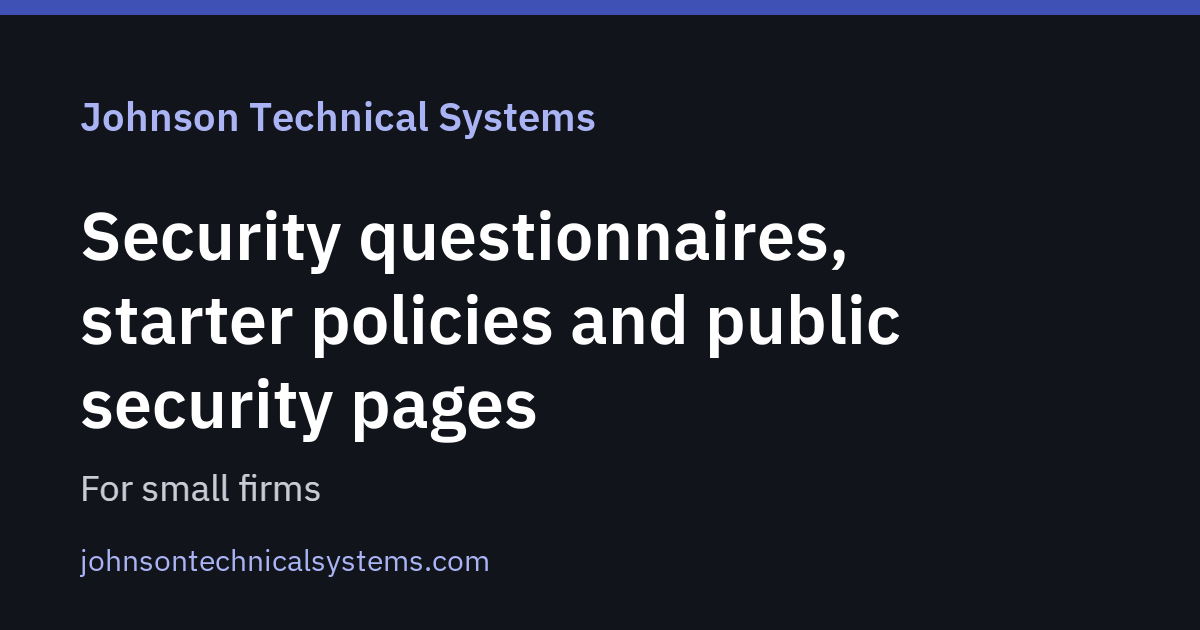 Johnson Technical Systems
Security questionnaires,
starter policies and public
security pages
For small firms
johnsontechnicalsystems.com